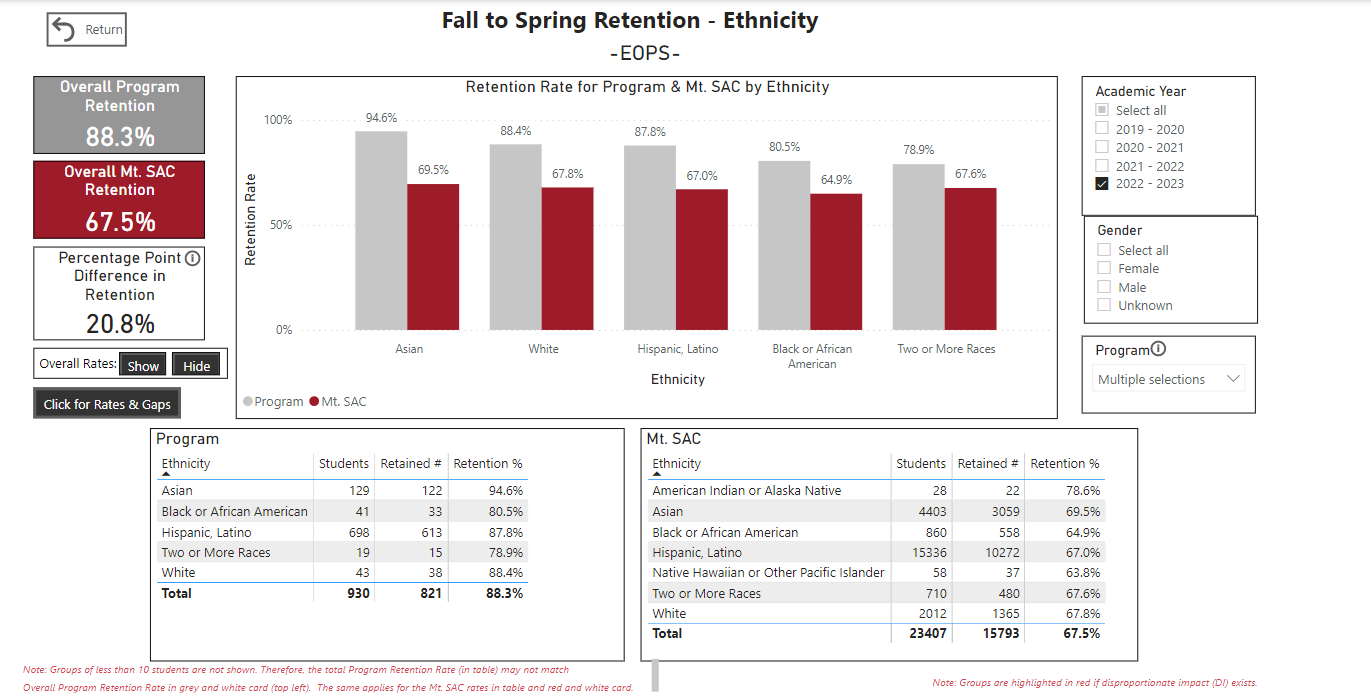 Return
Fall to Spring Retention - Ethnicity
-EOPS-
Overall Program
Retention
88.3%
Overall Mt. SAC
Retention
67.5%
Percentage Point
Difference in
Retention
20.8%
Overall Rates: Show Hide
Click for Rates & Gaps
Retention Rate for Program & Mt. SAC by Ethnicity
Retention Rate
100%
50%
0%
94.6% 69.5% 88.4% 67.8% 87.8% 67.0% 80.5% 64.9% 78.9% 67.6%
Asian White Hispanic, Latino Black or African Two or More Races
American
Ethnicity
Program Mt. SAC
Academic Year
Select all
2019 - 2020
2020 - 2021
2021 - 2022
2022 - 2023
Gender
Select all
Female
Male
Unknown
Program
Multiple selections
Program
Ethnicity Students Retained # Retention %
Asian 129 122 94.6%
Black or African American 41 33 80.5%
Hispanic, Latino 698 613 87.8%
Two or More Races 19 15 78.9%
White 43 38 88.4%
Total 930 821 88.3%
Mt. SAC
Ethnicity Students Retained # Retention %
American Indian or Alaska Native 28 22 78.6%
Asian 4403 3059 69.5%
Black or African American 860 558 64.9%
Hispanic, Latino 15336 10272 67.0%
Native Hawaiian or Other Pacific Islander 58 37 63.8%
Two or More Races 710 480 67.6%
White 2012 1365 67.8%
Total 23407 15793 67.5%
Note: Groups of less than 10 students are not shown. Therefore, the total Program Retention Rate (in table) may not match
Overall Program Retention Rate in grey and white card (top left). The same applies for the Mt. SAC rates in table and red and white card.
Note: Groups are highlighted in red if disproportionate impact (DI) exists.